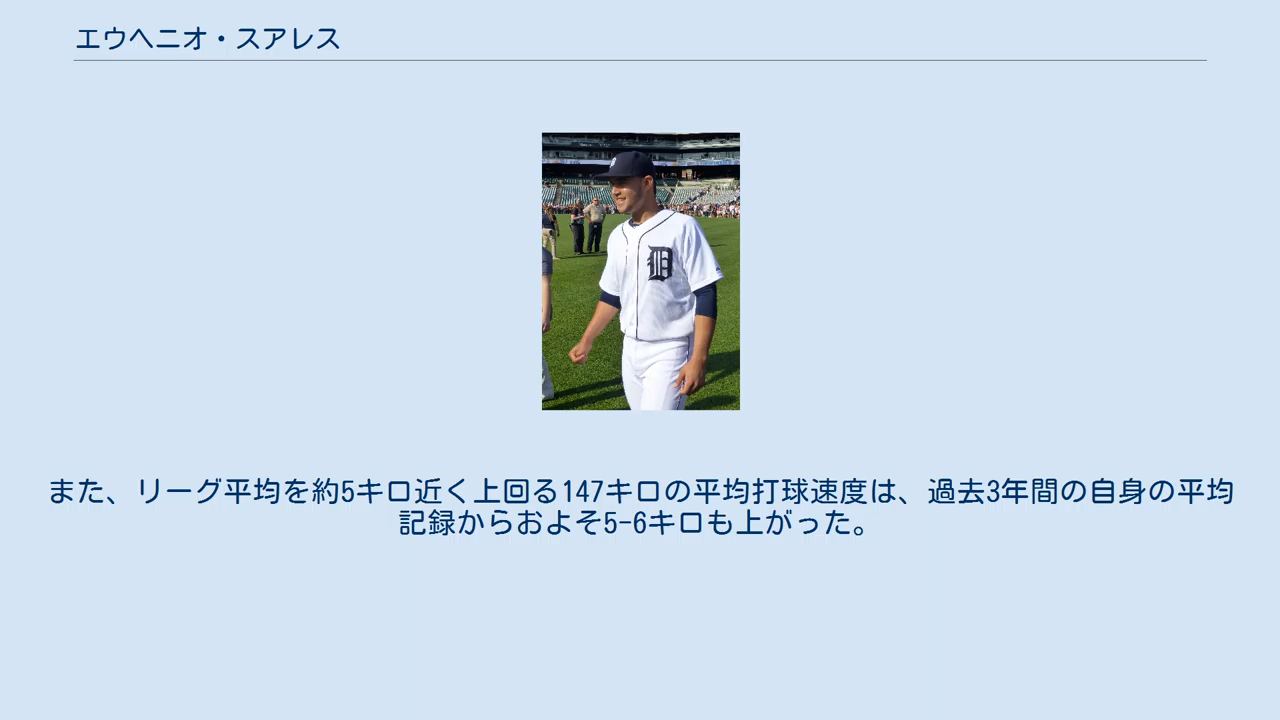 エウヘニオ・スアレス
D
また、リーグ平均を約5キロ近く上回る147キロの平均打球速度は、過去3年間の自身の平均
記録からおよそ5-6キロも上がった。